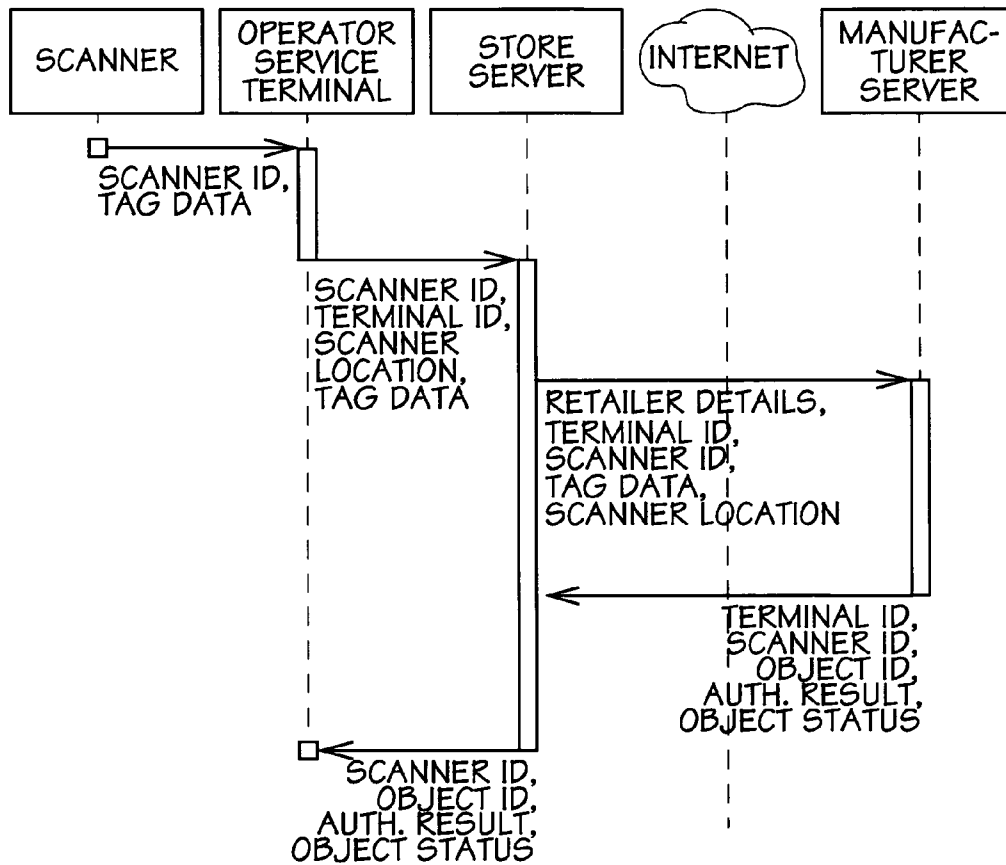 SCANNER
OPERATOR
SERVICE
TERMINAL
STORE
SERVER
INTERNET
MANUFAC-
TURER
SERVER
SCANNER ID,
TAG DATA
SCANNER ID,
TERMINAL ID,
SCANNER
LOCATION,
TAG DATA
RETAILER DETAILS,
TERMINAL ID,
SCANNER ID,
TAG DATA,
SCANNER LOCATION
TERMINAL ID,
SCANNER ID,
OBJECT ID,
AUTH. RESULT,
OBJECT STATUS
SCANNER ID,
OBJECT ID,
AUTH. RESULT,
OBJECT STATUS